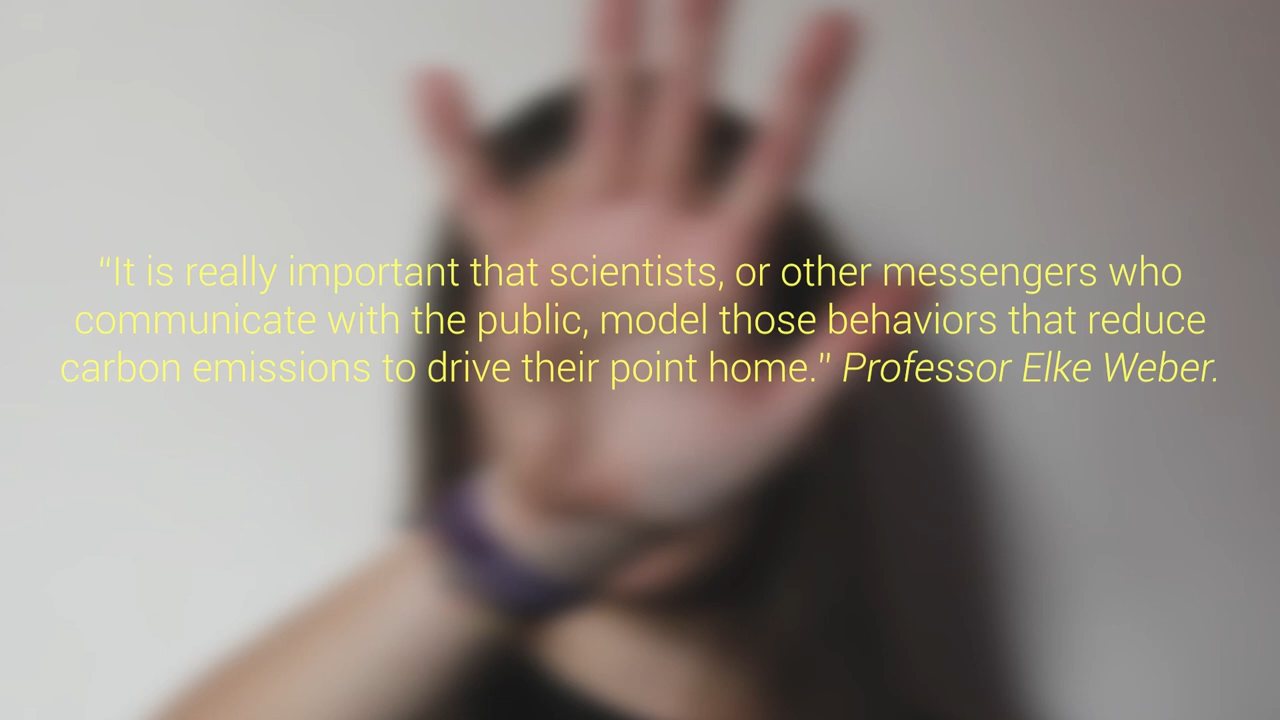 “It is really important that scientists, or other messengers who
communicate with the public, model those behaviors that reduce
carbon emissions to drive their point home.” Professor Elke Weber.